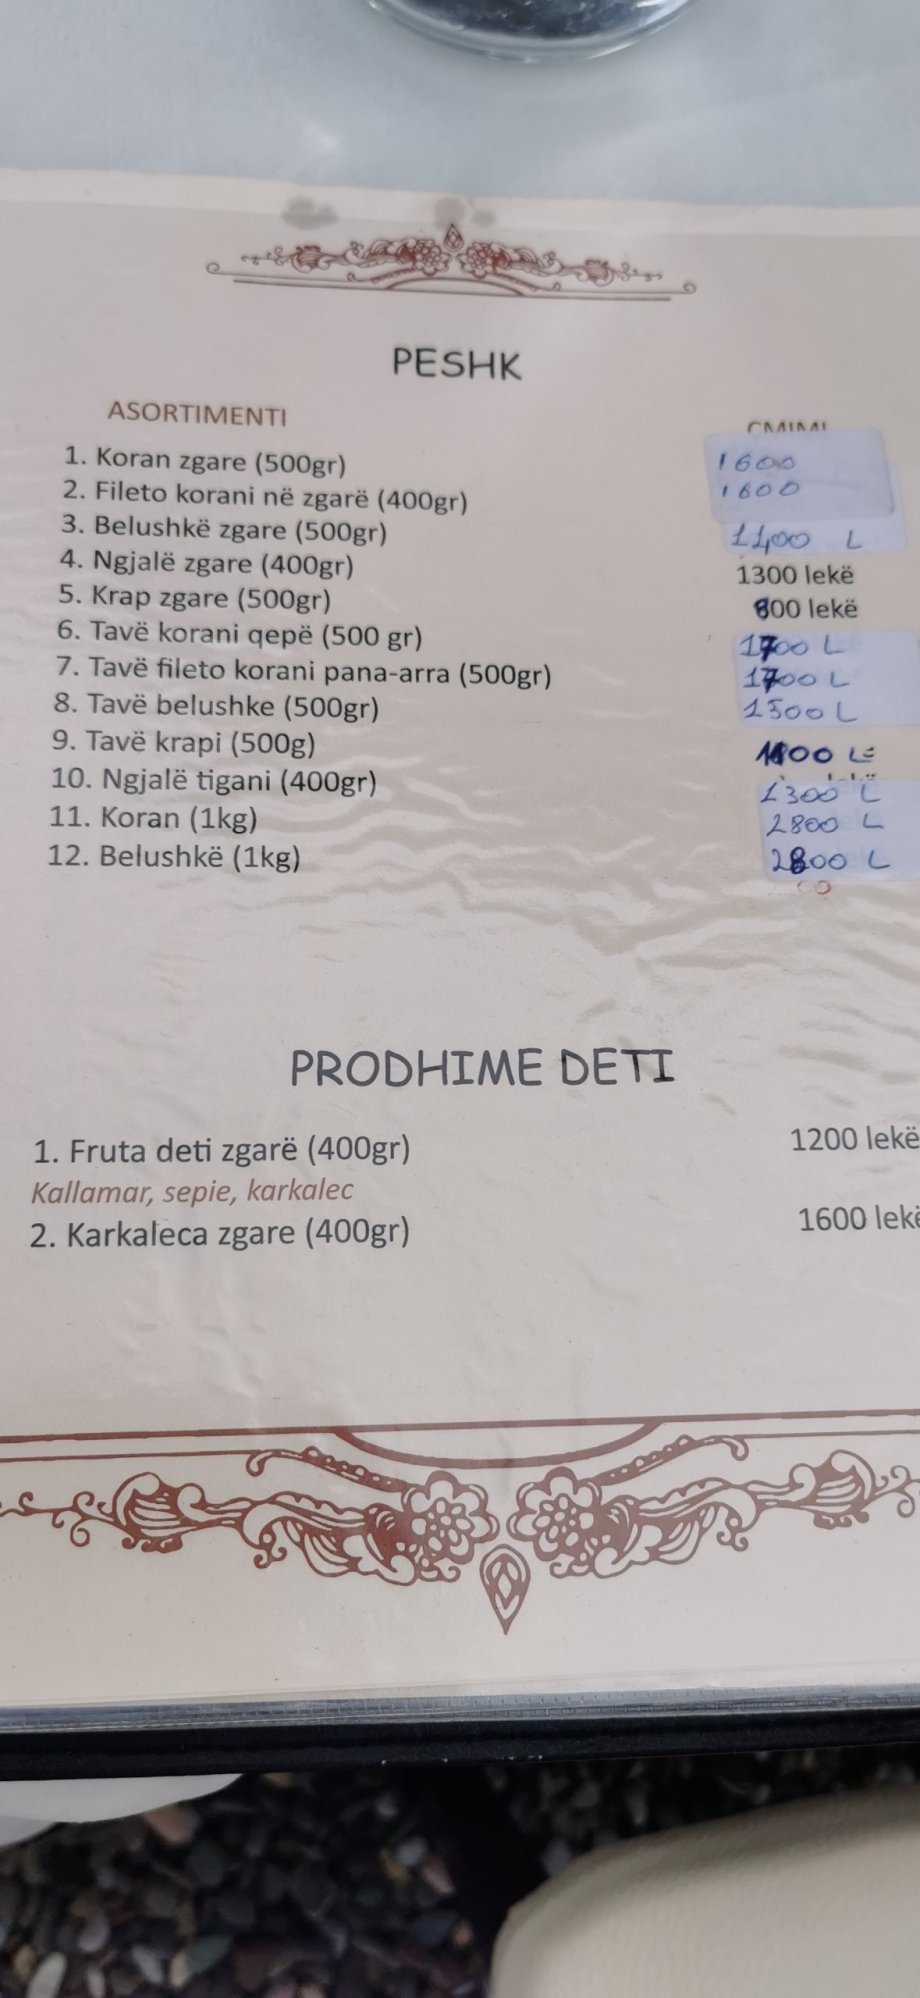 PESHK
ASORTIMENTI CMIMI
1. Koran zgare (500gr) 1600
2. Fileto korani në zgarë (400gr) 1600
3. Belushkë zgare (500gr) 1400 L
4. Ngjalë zgare (400gr) 1300 lekë
5. Krap zgare (500gr) 800 lekë
6. Tavë korani qepë (500 gr) 1700 L
7. Tavë fileto korani pana-arra (500gr) 1700 L
8. Tavë belushke (500gr) 1500 L
9. Tavë krapi (500g)
10. Ngjalë tigani (400gr) 1300 L
11. Koran (1kg) 2800 L
12. Belushkë (1kg) 2800 L
PRODHIME DETI
1. Fruta deti zgarë (400gr) 1200 lekë
Kallamar, sepie, karkalec
2. Karkaleca zgare (400gr) 1600 lekë